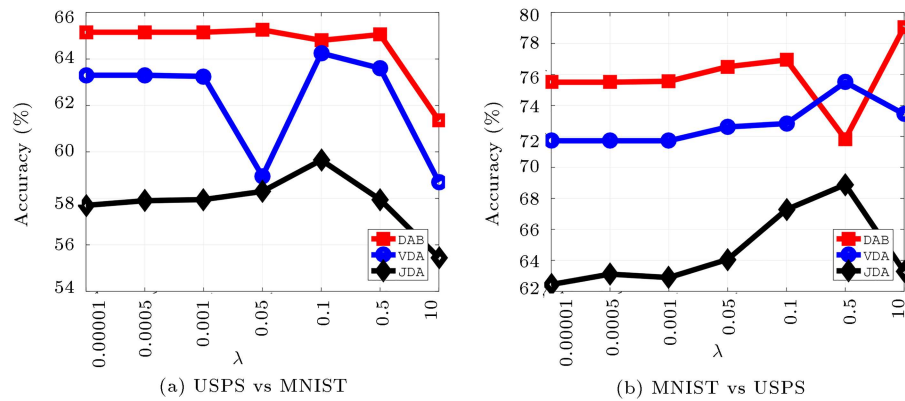 66
64
62
60
58
56
54
Accuracy (%)
DAB
VDA
JDA
0.00001
0.0005
0.001
0.05
0.1
0.5
10
λ
(a) USPS vs MNIST
80
78
76
74
72
70
68
66
64
62
Accuracy (%)
DAB
VDA
JDA
0.00001
0.0005
0.001
0.05
0.1
0.5
10
λ
(b) MNIST vs USPS